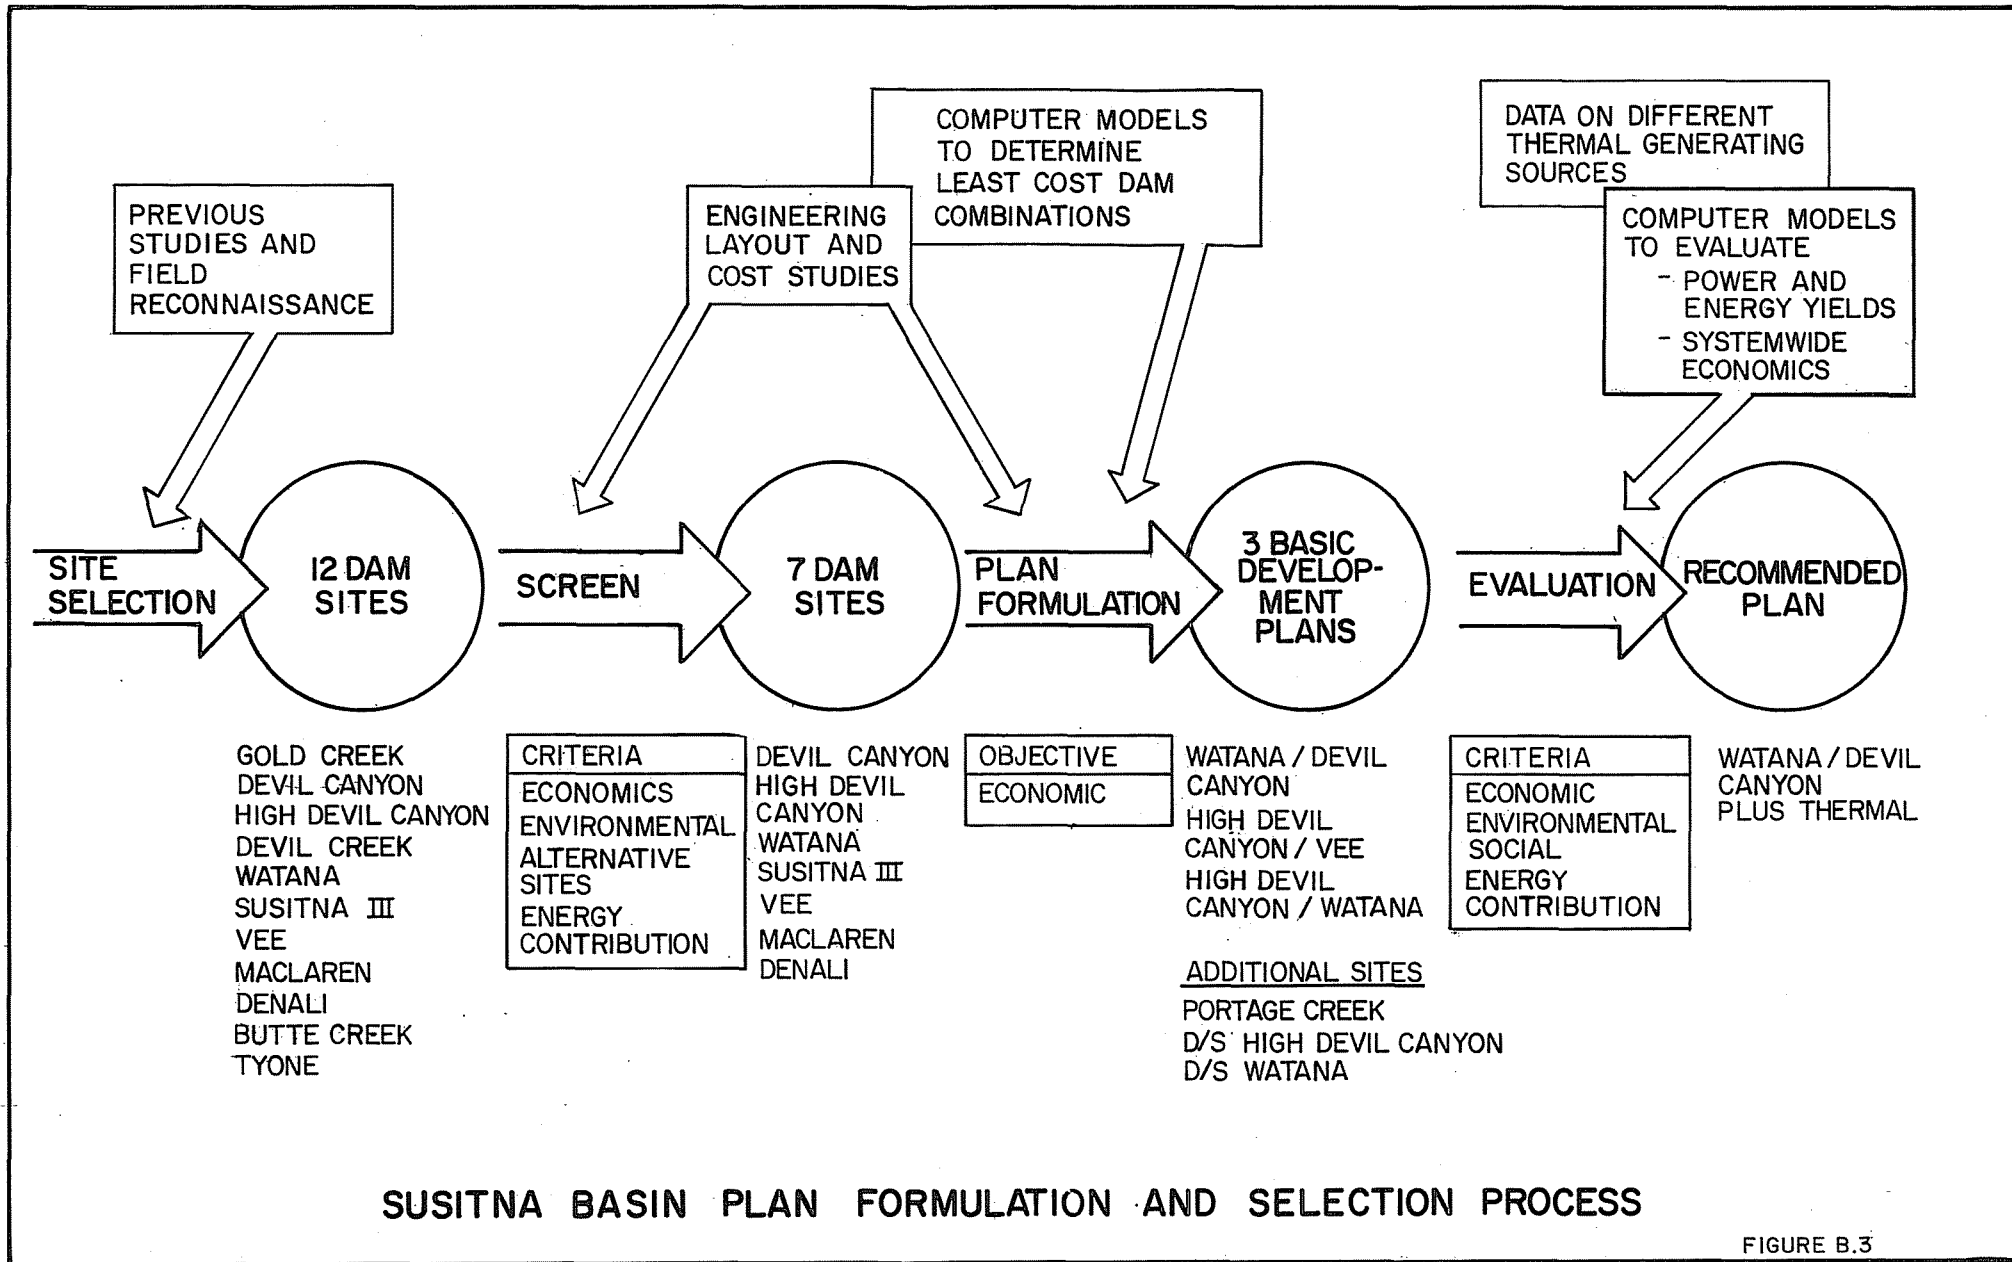 PREVIOUS
STUDIES AND
FIELD
RECONNAISSANCE
ENGINEERING
LAYOUT AND
COST STUDIES
COMPUTER MODELS
TO DETERMINE
LEAST COST DAM
COMBINATIONS
DATA ON DIFFERENT
THERMAL GENERATING
SOURCES
COMPUTER MODELS
TO EVALUATE
- POWER AND
ENERGY YIELDS
- SYSTEMWIDE
ECONOMICS
SITE
SELECTION
12 DAM
SITES
SCREEN
7 DAM
SITES
PLAN
FORMULATION
3 BASIC
DEVELOP-
MENT
PLANS
EVALUATION
RECOMMENDED
PLAN
GOLD CREEK
DEVIL CANYON
HIGH DEVIL CANYON
DEVIL CREEK
WATANA
SUSITNA III
VEE
MACLAREN
DENALI
BUTTE CREEK
TYONE
CRITERIA
ECONOMICS
ENVIRONMENTAL
ALTERNATIVE
SITES
ENERGY
CONTRIBUTION
DEVIL CANYON
HIGH DEVIL
CANYON
WATANA
SUSITNA III
VEE
MACLAREN
DENALI
OBJECTIVE
ECONOMIC
WATANA / DEVIL
CANYON
HIGH DEVIL
CANYON / VEE
HIGH DEVIL
CANYON / WATANA
ADDITIONAL SITES
PORTAGE CREEK
D/S HIGH DEVIL CANYON
D/S WATANA
CRITERIA
ECONOMIC
ENVIRONMENTAL
SOCIAL
ENERGY
CONTRIBUTION
WATANA / DEVIL
CANYON
PLUS THERMAL
SUSITNA BASIN PLAN FORMULATION AND SELECTION PROCESS
FIGURE B.3